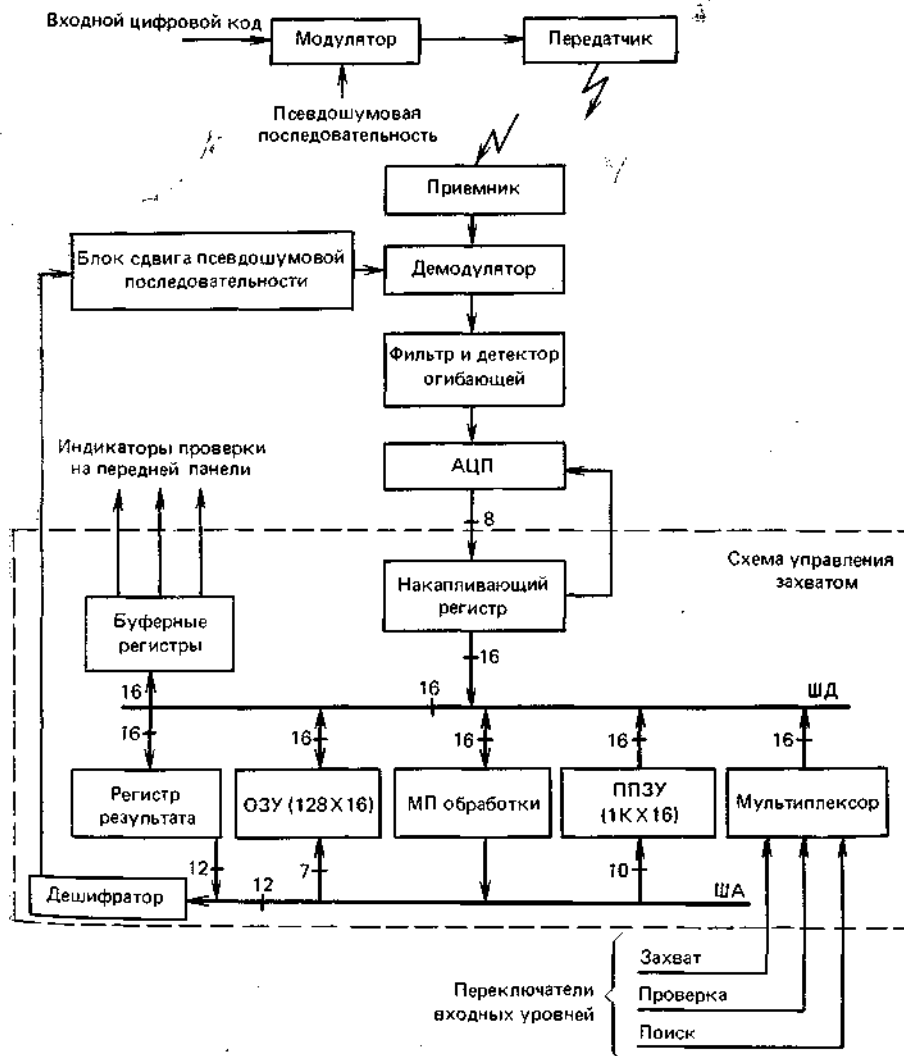 Входной цифровой код
Модулятор
Передатчик
Псевдошумовая
последовательность
Приемник
Блок сдвига псевдошумовой
последовательности
Демодулятор
Фильтр и детектор
огибающей
Индикаторы проверки
на передней панели
АЦП
8
Схема управления
захватом
Накапливающий
регистр
Буферные
регистры
16
16
16
ШД
16
16
16
16
16
Регистр
результата
ОЗУ (128X16)
МП обработки
ППЗУ
(1KX16)
Мультиплексор
12
7
10
Дешифратор
12
ША
Захват
Переключатели
входных уровней
Проверка
Поиск